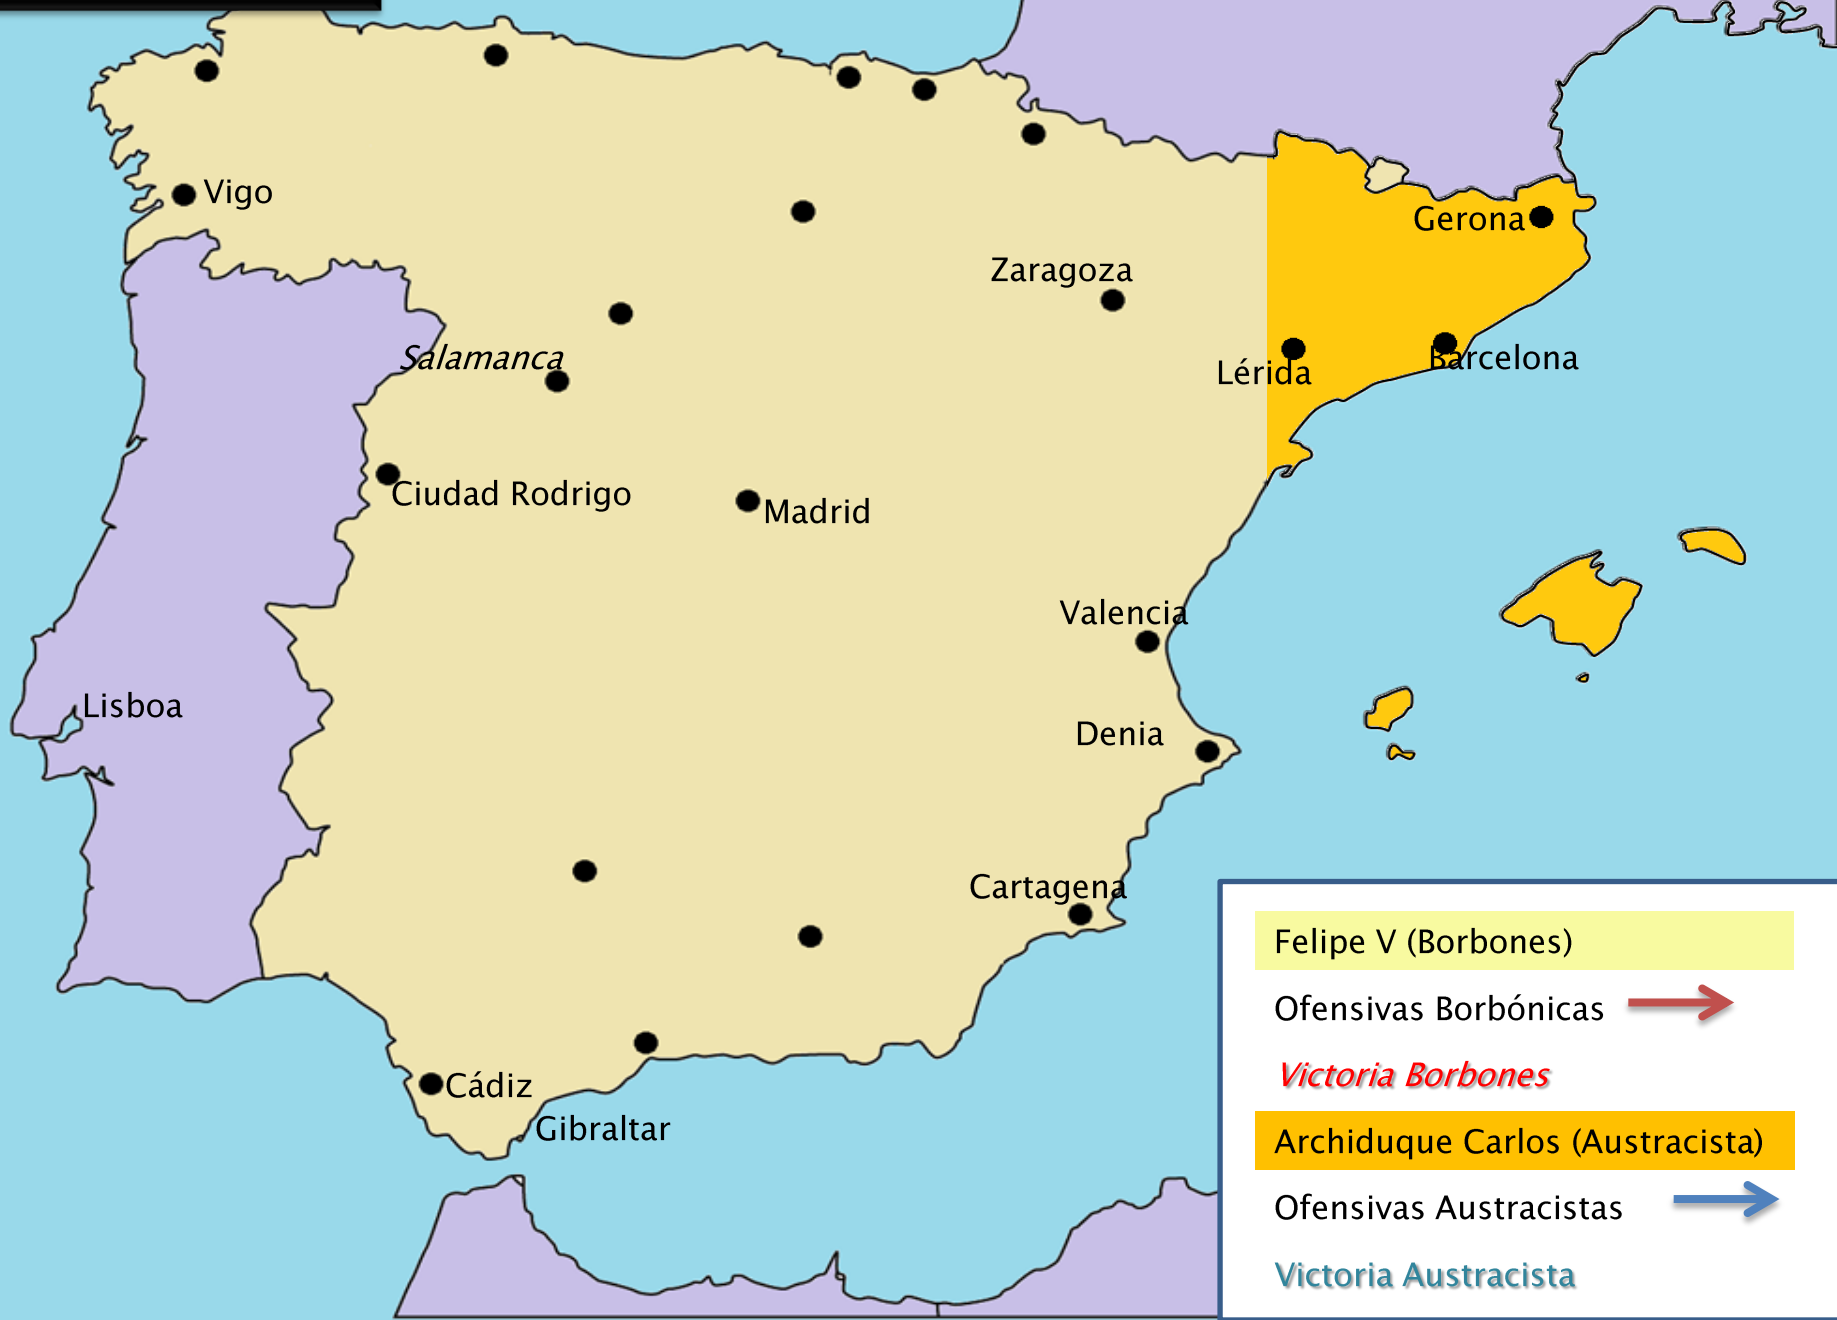 Vigo
Gerona
Zaragoza
Salamanca
Barcelona
Lérida
Ciudad Rodrigo
Madrid
Valencia
Lisboa
Denia
Cartagena
Cádiz
Gibraltar
Felipe V (Borbones)
Ofensivas Borbónicas
Victoria Borbones
Archiduque Carlos (Austracista)
Ofensivas Austracistas
Victoria Austracista